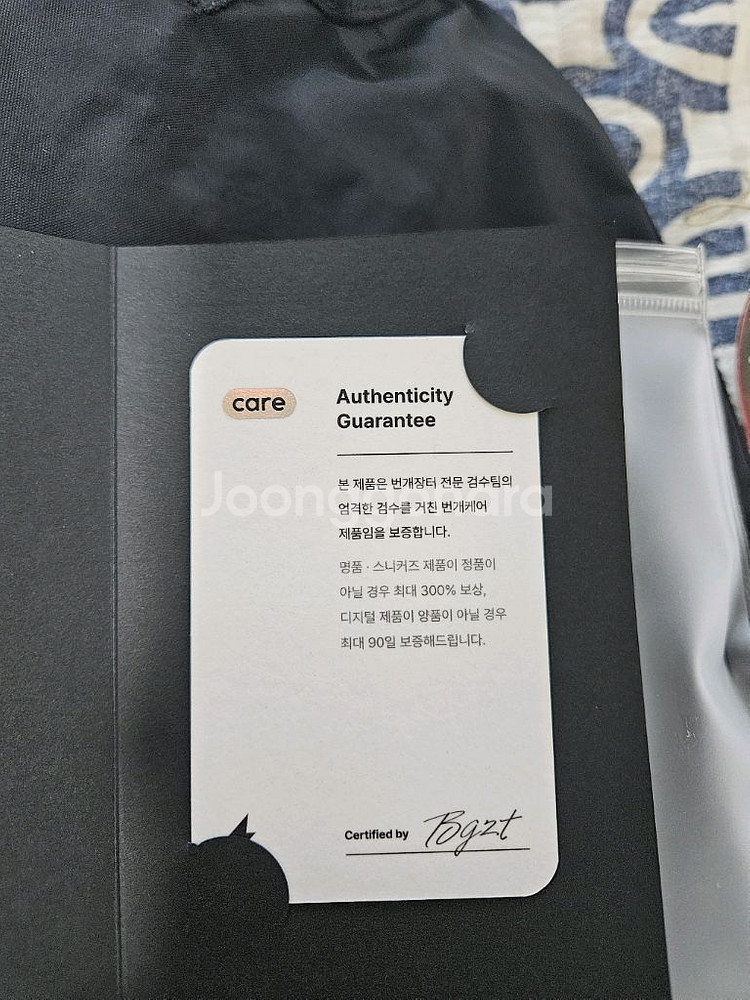 care
Authenticity
Guarantee
본 제품은 번개장터 전문 검수팀의
엄격한 검수를 거친 번개케어
제품임을 보증합니다.
명품 · 스니커즈 제품이 정품이
아닐 경우 최대 300% 보상,
디지털 제품이 양품이 아닐 경우
최대 90일 보증해드립니다.
Certified by Bgzt
Joonggonara